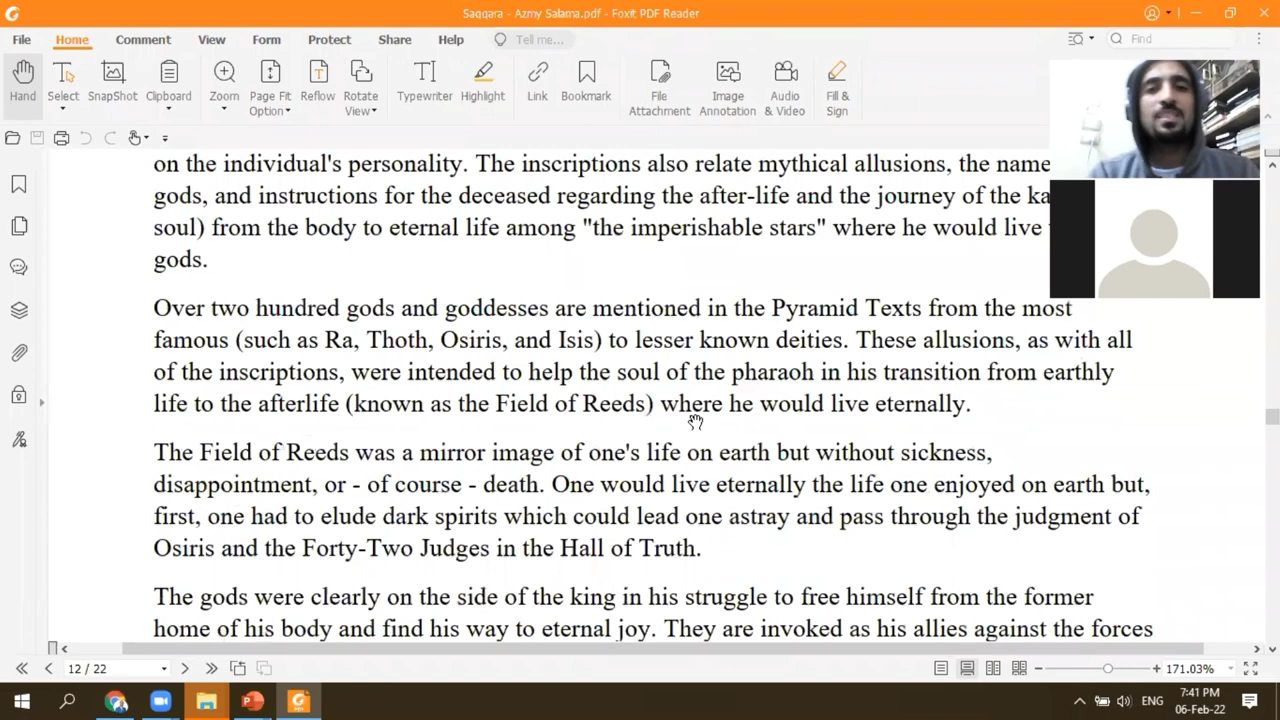 Saqqara - Azmy Salama.pdf - Foxit PDF Reader
File Home Comment View Form Protect Share Help Tell me... Find
Hand Select SnapShot Clipboard Zoom Page Fit Option Reflow Rotate View Typewriter Highlight Link Bookmark File Attachment Image Annotation Audio & Video Fill & Sign
on the individual's personality. The inscriptions also relate mythical allusions, the name
gods, and instructions for the deceased regarding the after-life and the journey of the ka
soul) from the body to eternal life among "the imperishable stars" where he would live
gods.
Over two hundred gods and goddesses are mentioned in the Pyramid Texts from the most
famous (such as Ra, Thoth, Osiris, and Isis) to lesser known deities. These allusions, as with all
of the inscriptions, were intended to help the soul of the pharaoh in his transition from earthly
life to the afterlife (known as the Field of Reeds) where he would live eternally.
The Field of Reeds was a mirror image of one's life on earth but without sickness,
disappointment, or - of course - death. One would live eternally the life one enjoyed on earth but,
first, one had to elude dark spirits which could lead one astray and pass through the judgment of
Osiris and the Forty-Two Judges in the Hall of Truth.
The gods were clearly on the side of the king in his struggle to free himself from the former
home of his body and find his way to eternal joy. They are invoked as his allies against the forces
12 / 22 171.03%
ENG 7:41 PM
06-Feb-22